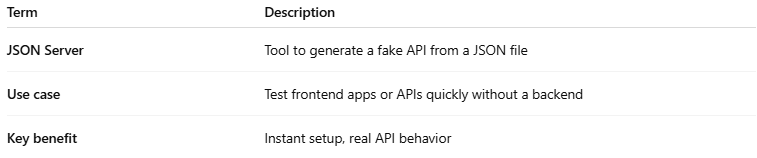 Term Description
JSON Server Tool to generate a fake API from a JSON file
Use case Test frontend apps or APIs quickly without a backend
Key benefit Instant setup, real API behavior